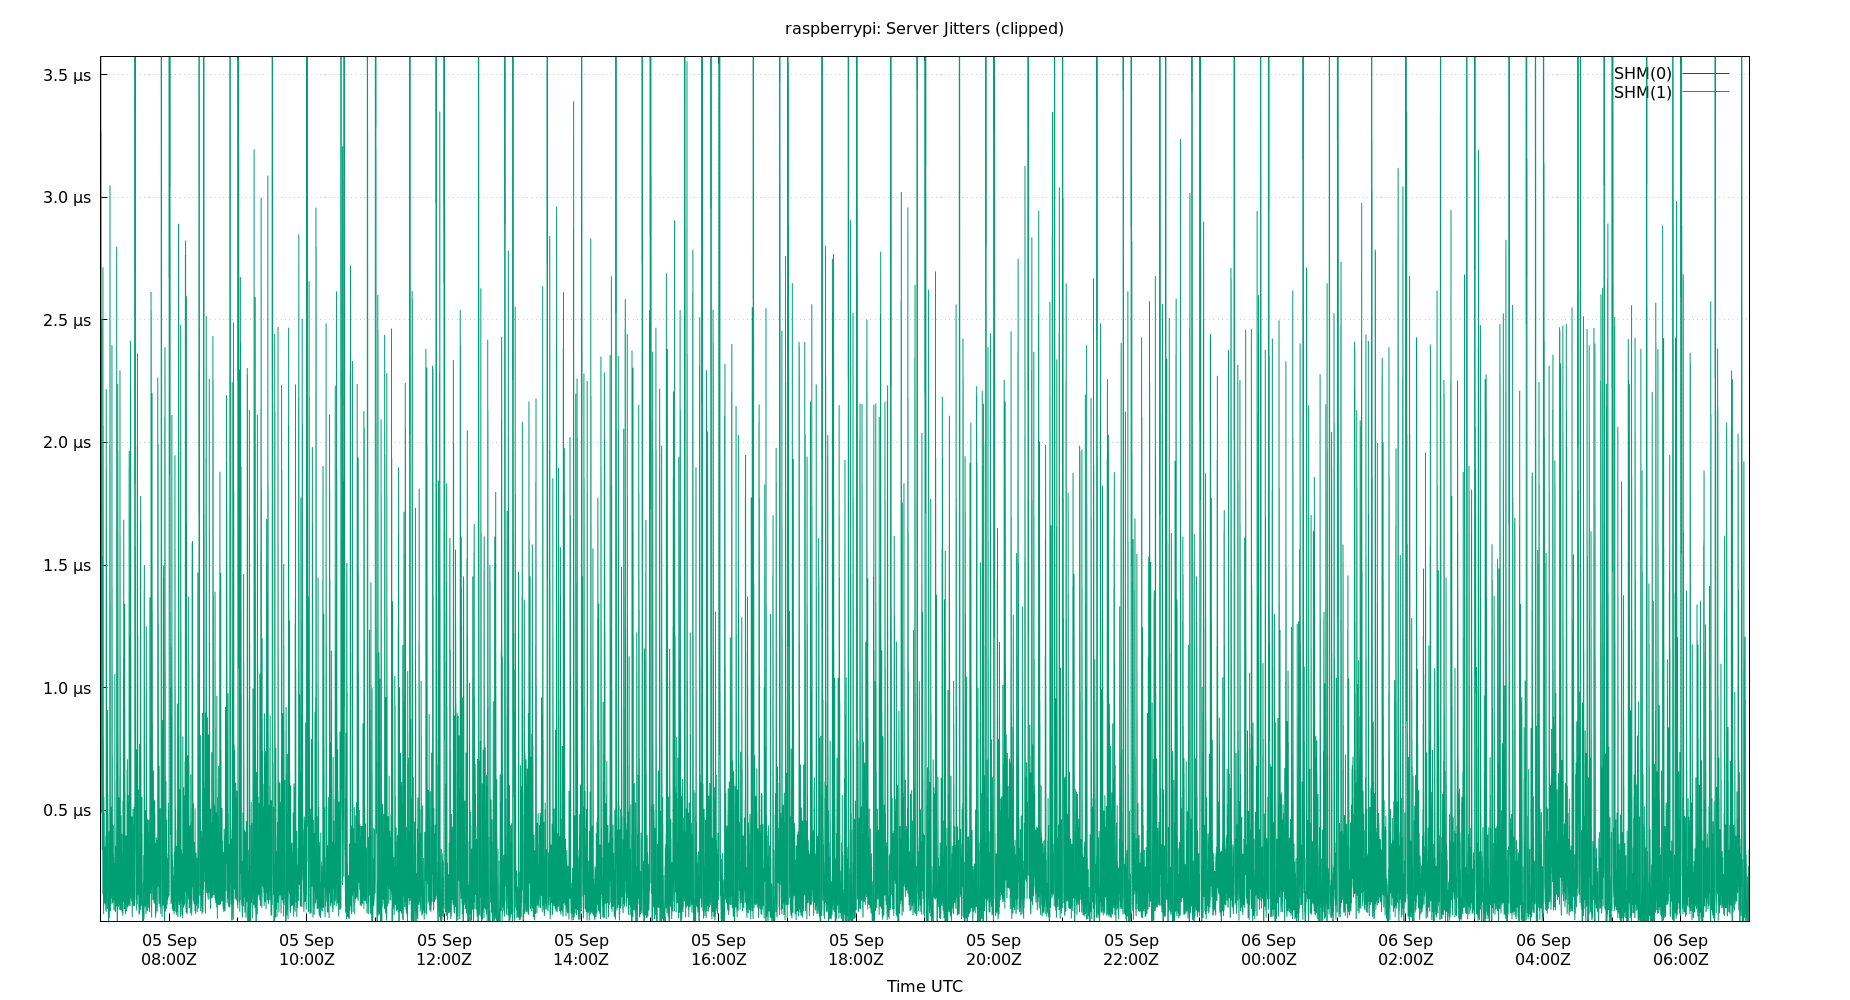 raspberrypi: Server Jitters (clipped)
SHM(0)
SHM(1)
3.5 µs
3.0 µs
2.5 µs
2.0 µs
1.5 µs
1.0 µs
0.5 µs
05 Sep 05 Sep 05 Sep 05 Sep 05 Sep 05 Sep 05 Sep 05 Sep 06 Sep 06 Sep 06 Sep 06 Sep
08:00Z 10:00Z 12:00Z 14:00Z 16:00Z 18:00Z 20:00Z 22:00Z 00:00Z 02:00Z 04:00Z 06:00Z
Time UTC